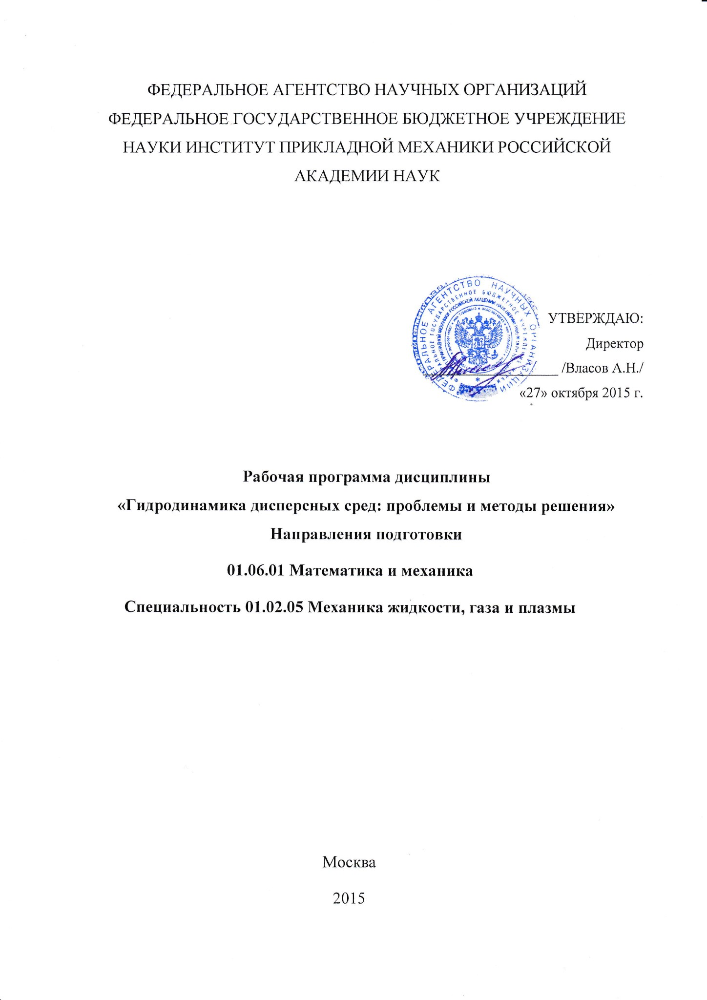 ФЕДЕРАЛЬНОЕ АГЕНТСТВО НАУЧНЫХ ОРГАНИЗАЦИЙ
ФЕДЕРАЛЬНОЕ ГОСУДАРСТВЕННОЕ БЮДЖЕТНОЕ УЧРЕЖДЕНИЕ
НАУКИ ИНСТИТУТ ПРИКЛАДНОЙ МЕХАНИКИ РОССИЙСКОЙ
АКАДЕМИИ НАУК
ФЕДЕРАЛЬНОЕ АГЕНТСТВО НАУЧНЫХ ОРГАНИЗАЦИЙ
УТВЕРЖДАЮ:
Директор
/Власов А.Н./
«27» октября 2015 г.
Рабочая программа дисциплины
«Гидродинамика дисперсных сред: проблемы и методы решения»
Направления подготовки
01.06.01 Математика и механика
Специальность 01.02.05 Механика жидкости, газа и плазмы
Москва
2015